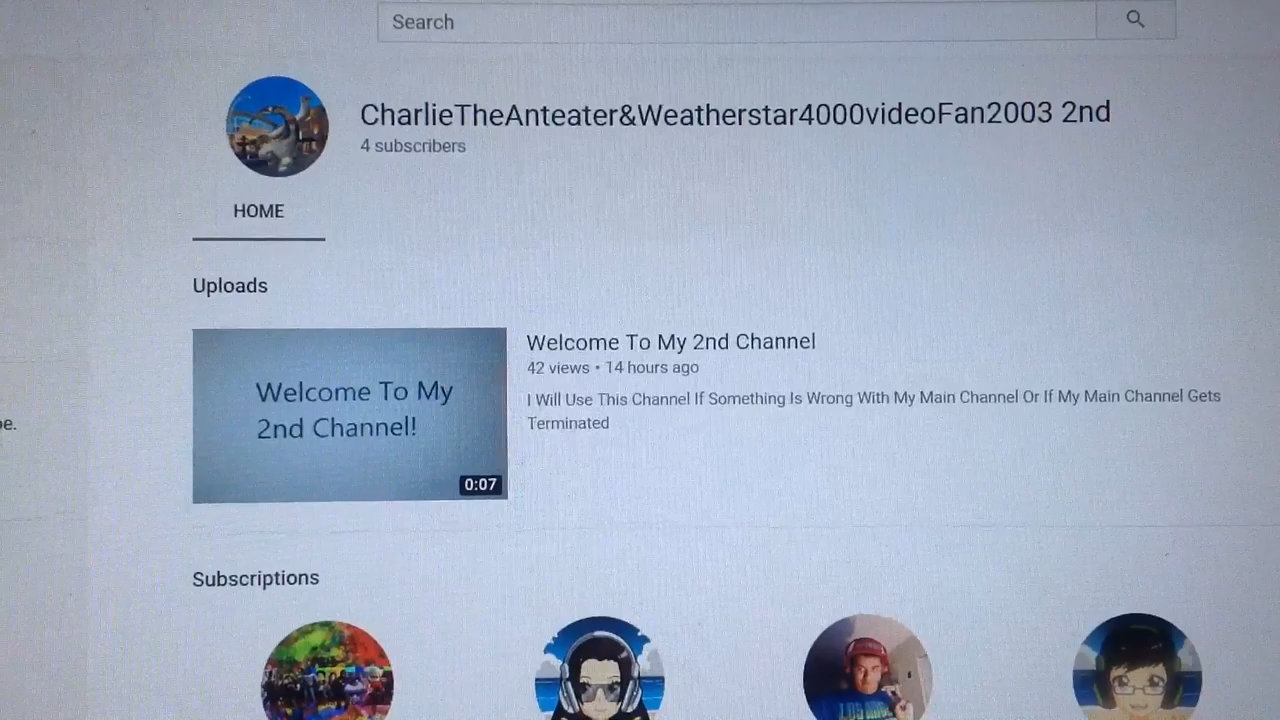 Search
CharlieTheAnteater&Weatherstar4000videoFan2003 2nd
4 subscribers
HOME
Uploads
Welcome To My 2nd Channel
42 views • 14 hours ago
I Will Use This Channel If Something Is Wrong With My Main Channel Or If My Main Channel Gets
Terminated
Welcome To My
2nd Channel!
0:07
Subscriptions